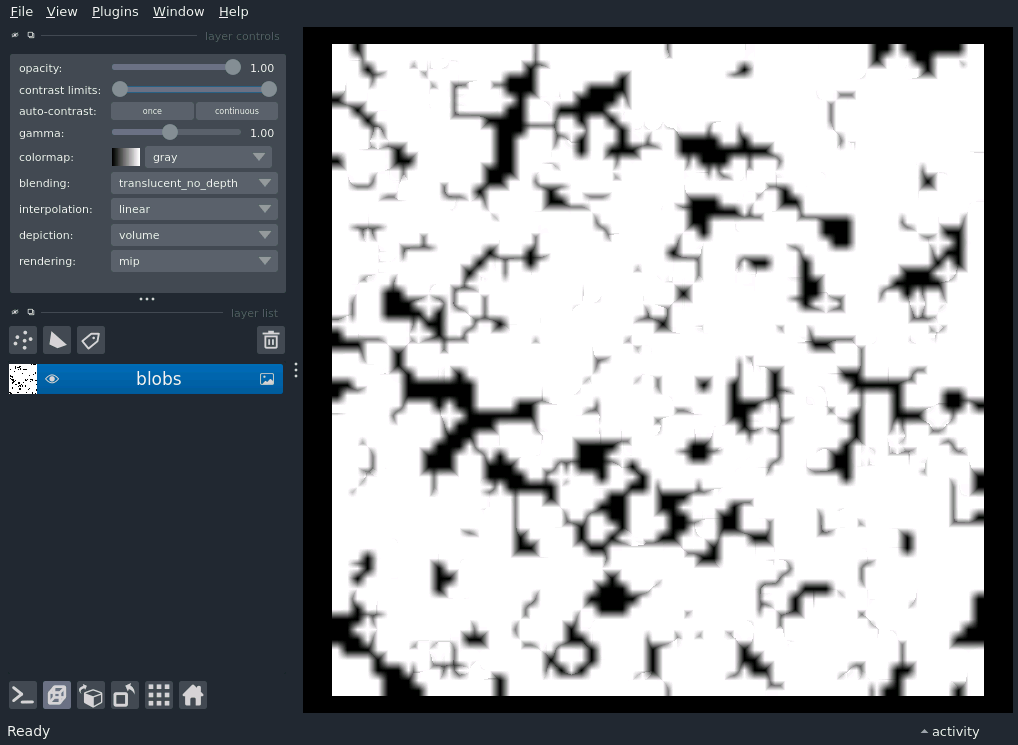 File View Plugins Window Help
layer controls
opacity: 1.00
contrast limits:
auto-contrast: once continuous
gamma: 1.00
colormap: gray
blending: translucent_no_depth
interpolation: linear
depiction: volume
rendering: mip
layer list
blobs
Ready activity